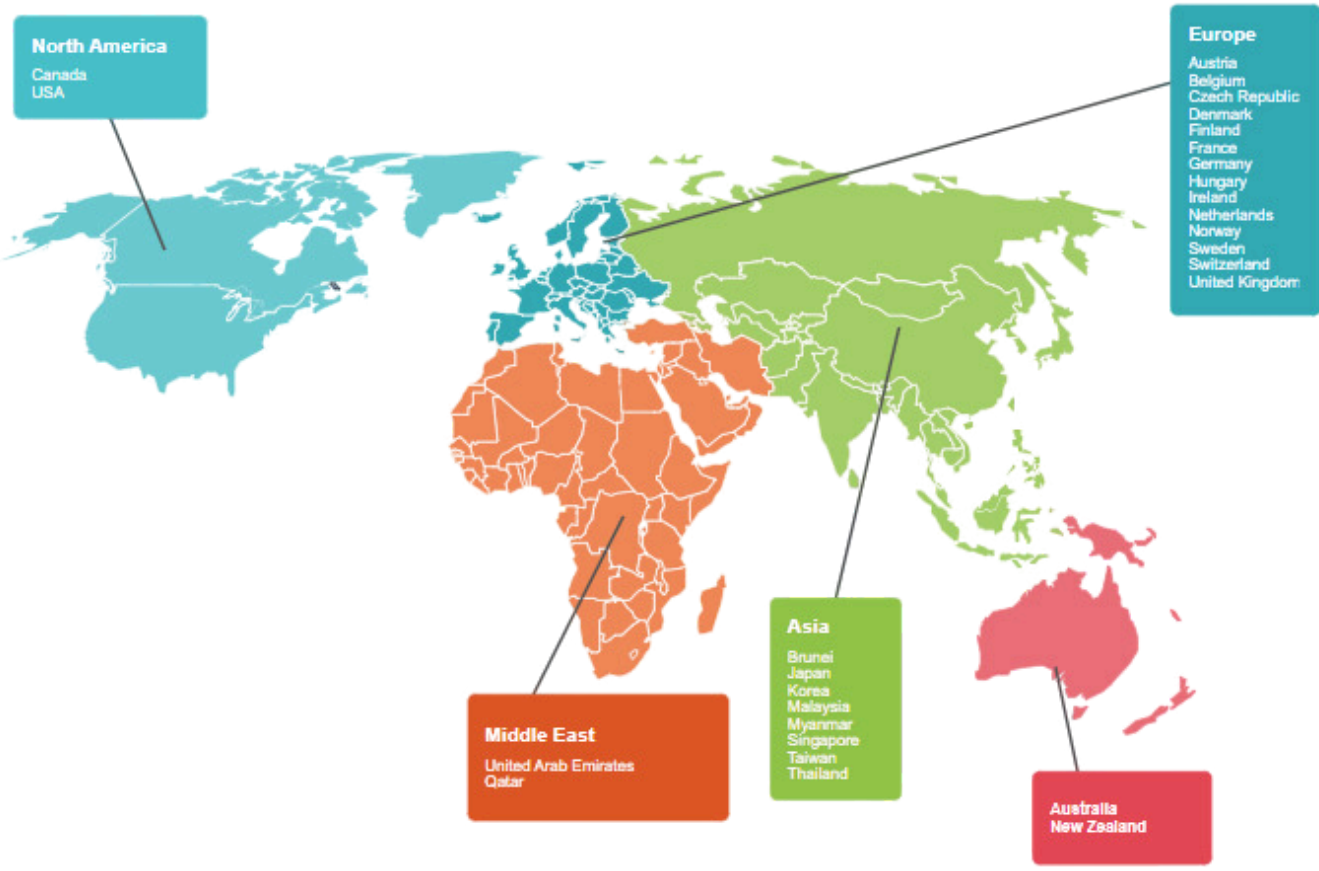 North America
Canada
USA
Europe
Austria
Belgium
Czech Republic
Denmark
Finland
France
Germany
Hungary
Ireland
Netherlands
Norway
Sweden
Switzerland
United Kingdom
Middle East
United Arab Emirates
Qatar
Asia
Brunei
Japan
Korea
Malaysia
Myanmar
Singapore
Taiwan
Thailand
Australia
New Zealand